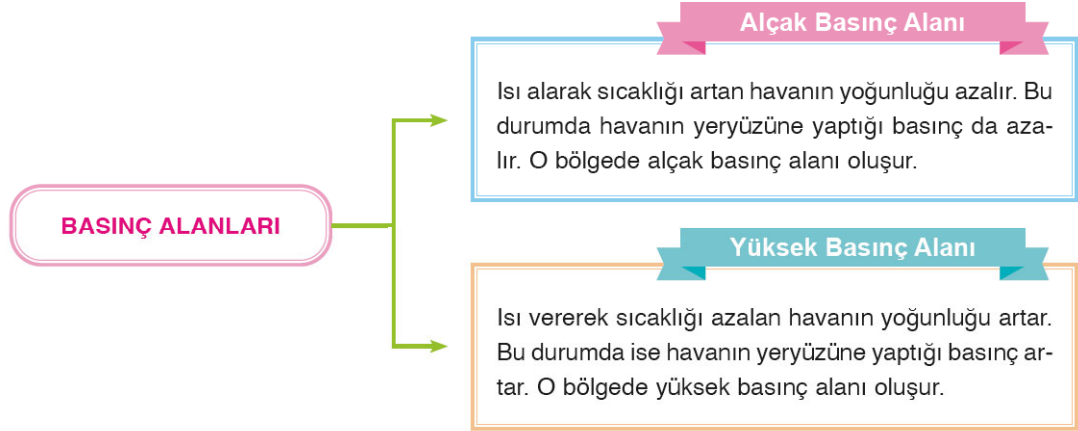 Alçak Basınç Alanı
Isı alarak sıcaklığı artan havanın yoğunluğu azalır. Bu
durumda havanın yeryüzüne yaptığı basınç da aza-
lır. O bölgede alçak basınç alanı oluşur.
BASINÇ ALANLARI
Yüksek Basınç Alanı
Isı vererek sıcaklığı azalan havanın yoğunluğu artar.
Bu durumda ise havanın yeryüzüne yaptığı basınç ar-
tar. O bölgede yüksek basınç alanı oluşur.